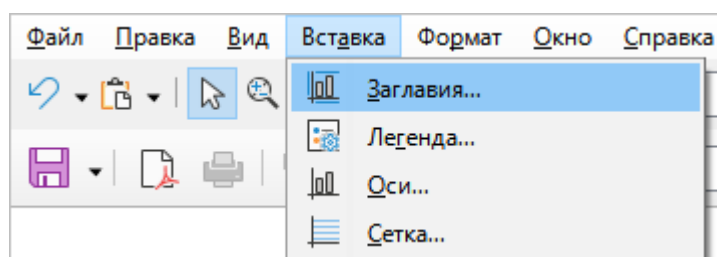 Файл Правка Вид Вставка Формат Окно Справка
Заглавия...
Легенда...
Оси...
Сетка...